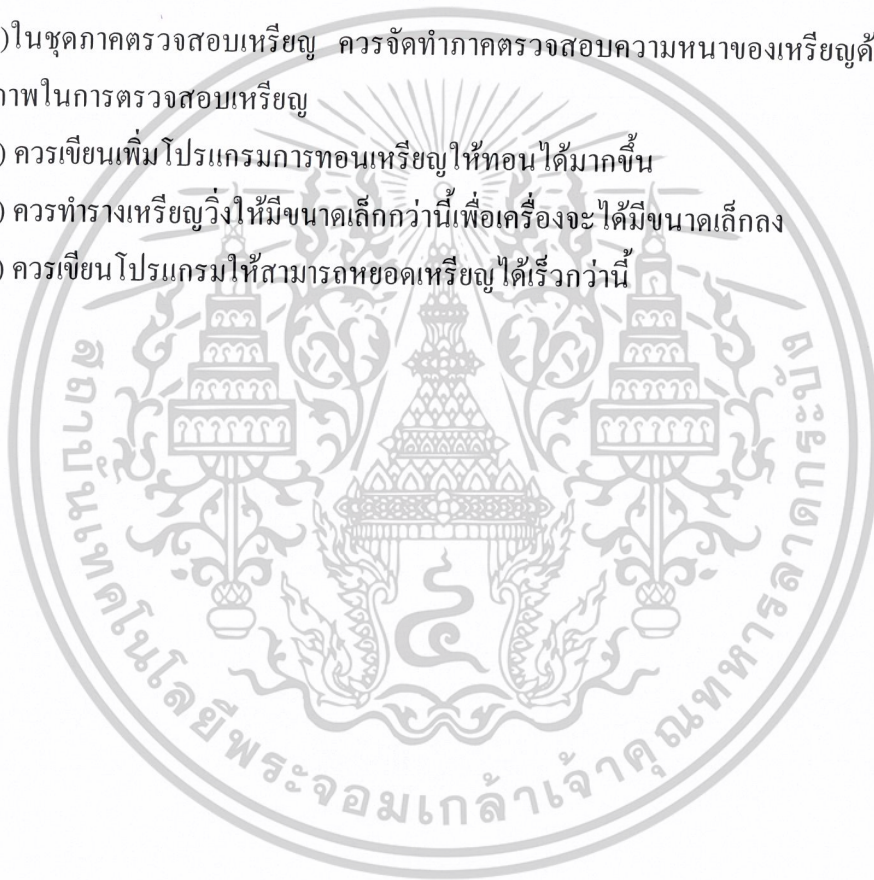 )ในชุดภาคตรวจสอบเหรียญ ควรจัดทำภาคตรวจสอบความหนาของเหรียญด้
าพในการตรวจสอบเหรียญ
) ควรเขียนเพิ่มโปรแกรมการทอนเหรียญให้ทอนได้มากขึ้น
) ควรทำรางเหรียญวิ่งให้มีขนาดเล็กกว่านี้เพื่อเครื่องจะได้มีขนาดเล็กลง
) ควรเขียนโปรแกรมให้สามารถหยอดเหรียญได้เร็วกว่านี้
สถาบันเทคโนโลยีพระจอมเกล้าเจ้าคุณทหารลาดกระบัง
๔